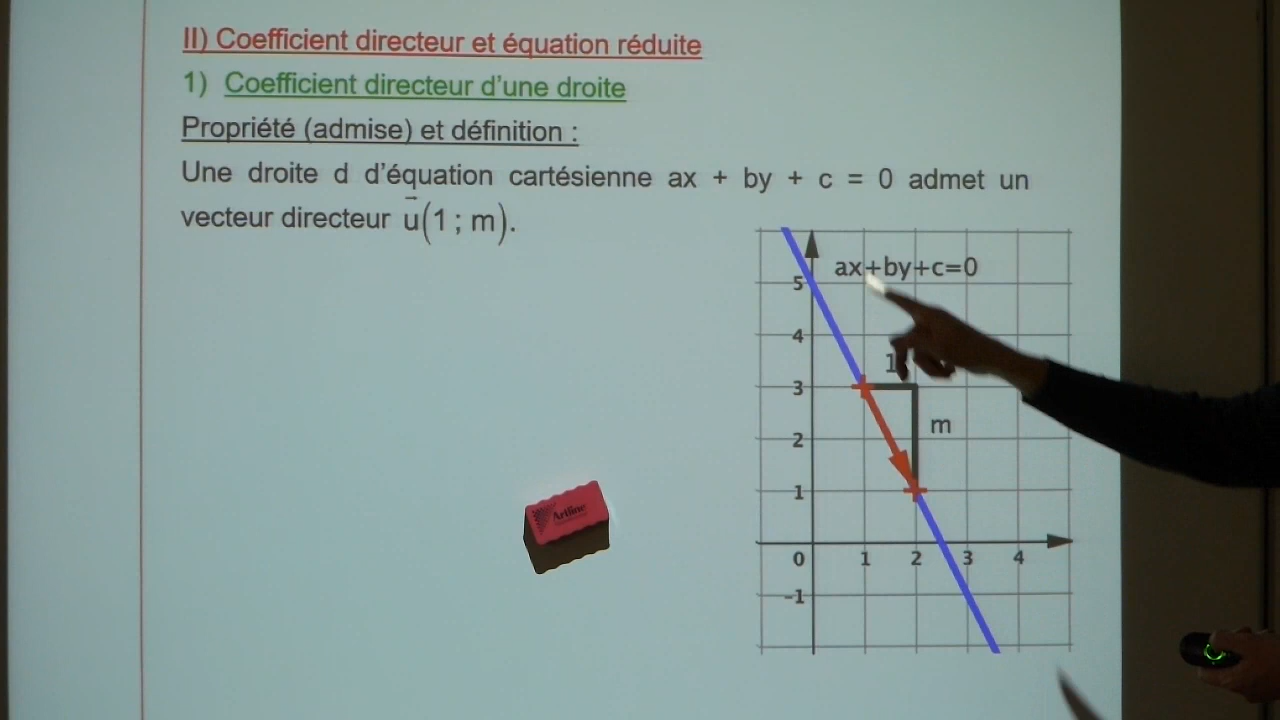 II) Coefficient directeur et équation réduite
1) Coefficient directeur d'une droite
Propriété (admise) et définition :
Une droite d d'équation cartésienne ax + by + c = 0 admet un
vecteur directeur u⃗(1 ; m).
ax+by+c=0
5
4
1
3
m
2
1
Artline
0 1 2 3 4
-1